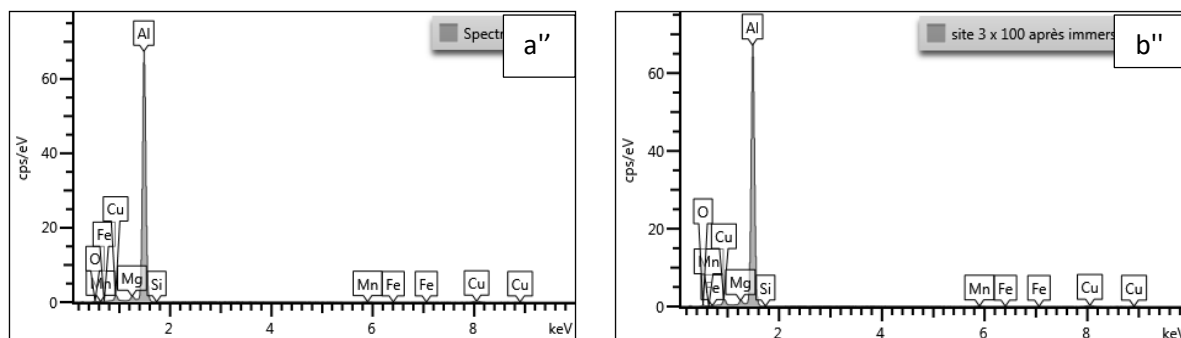 Spectr
a''
Al
60
40
20
0
cps/eV
Cu
Fe
O
Mn
Mg
Si
Mn
Fe
Fe
Cu
Cu
2
4
6
8
keV
site 3 x 100 après immers
b''
Al
60
40
20
0
cps/eV
O
Cu
Mn
Fe
Mg
Si
Mn
Fe
Fe
Cu
Cu
2
4
6
8
keV